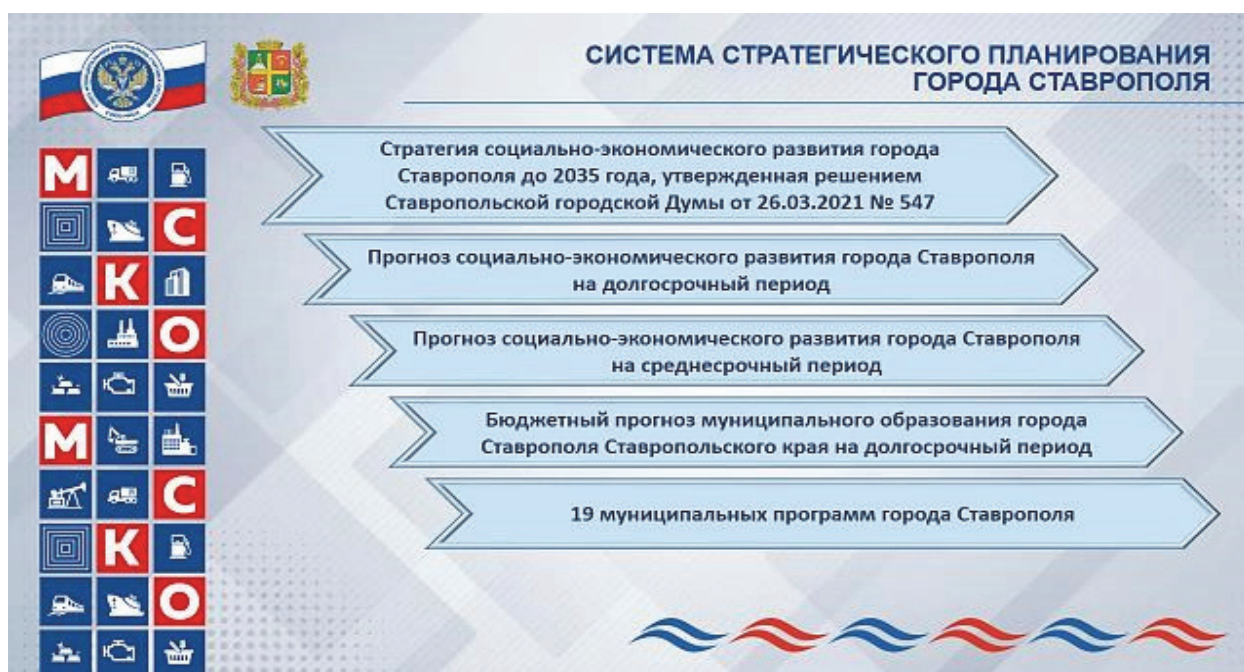 СИСТЕМА СТРАТЕГИЧЕСКОГО ПЛАНИРОВАНИЯ
ГОРОДА СТАВРОПОЛЯ
Стратегия социально-экономического развития города
Ставрополя до 2035 года, утвержденная решением
Ставропольской городской Думы от 26.03.2021 № 547
Прогноз социально-экономического развития города Ставрополя
на долгосрочный период
Прогноз социально-экономического развития города Ставрополя
на среднесрочный период
Бюджетный прогноз муниципального образования города
Ставрополя Ставропольского края на долгосрочный период
19 муниципальных программ города Ставрополя
М
С
К
О
М
С
К
О